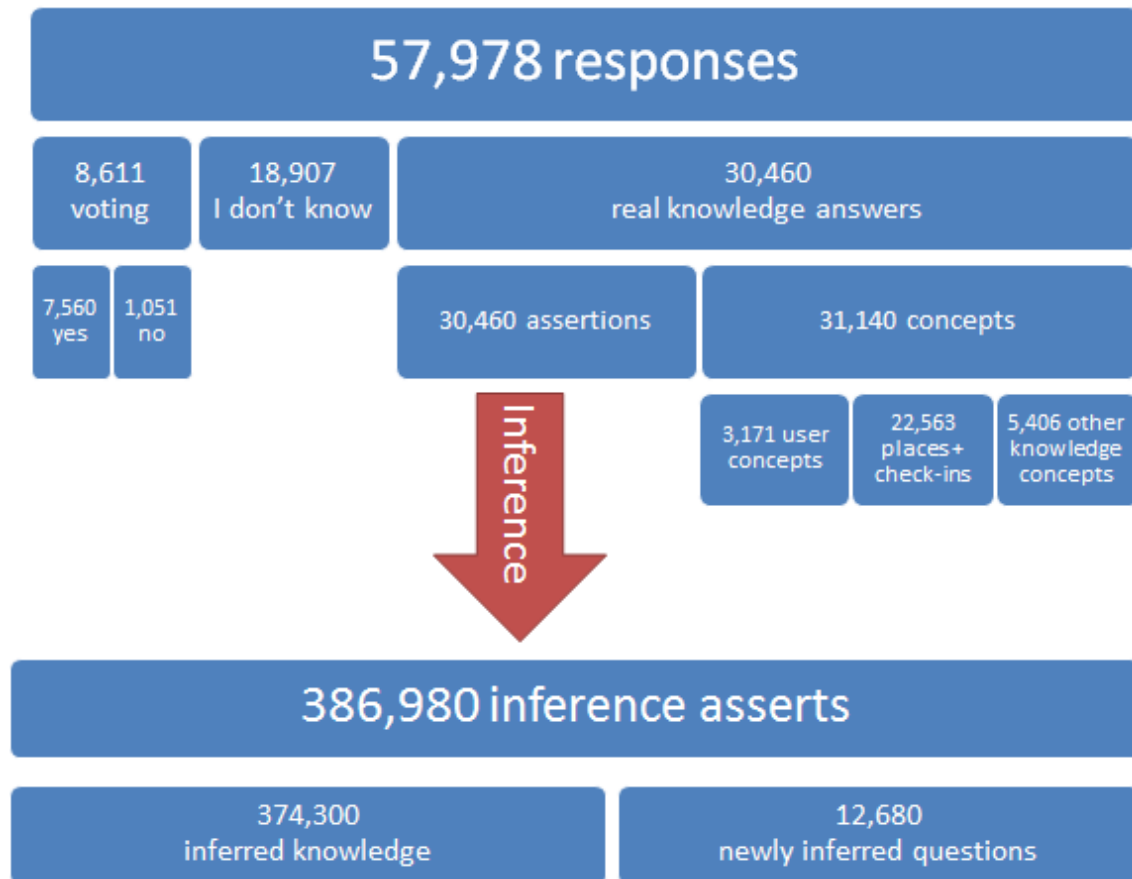 57,978 responses
8,611
voting
18,907
I don't know
30,460
real knowledge answers
7,560
yes
1,051
no
30,460 assertions
31,140 concepts
Inference
3,171 user
concepts
22,563
places+
check-ins
5,406 other
knowledge
concepts
386,980 inference asserts
374,300
inferred knowledge
12,680
newly inferred questions